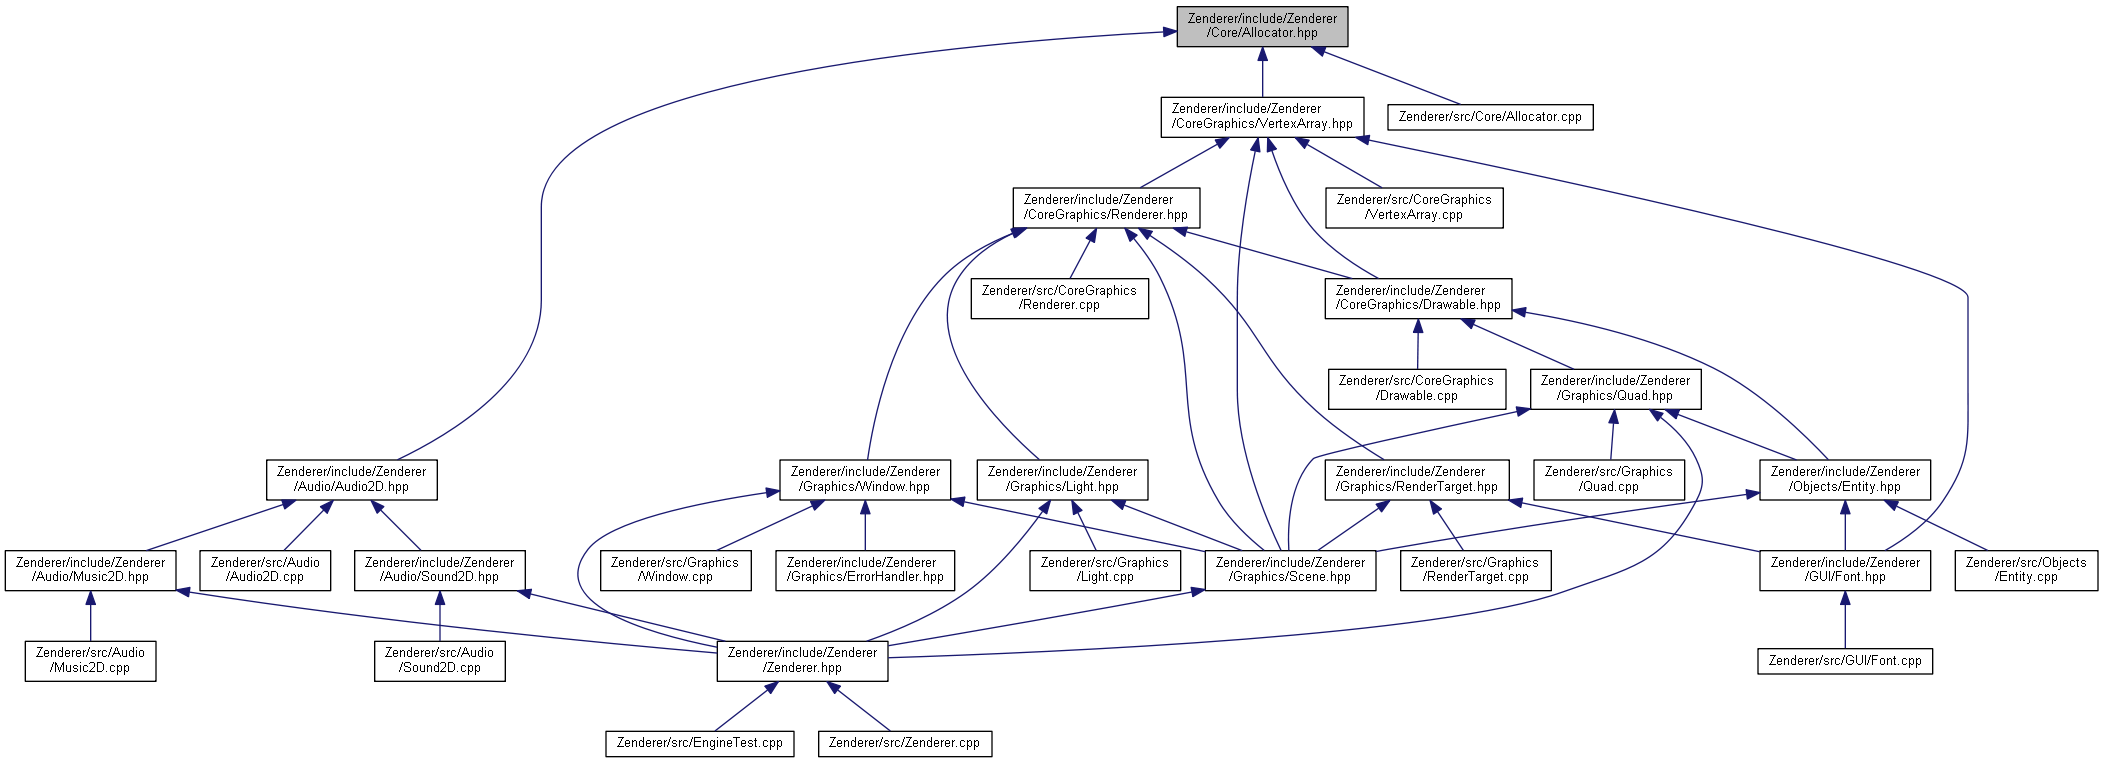 Zenderer/include/Zenderer
/Core/Allocator.hpp
Zenderer/include/Zenderer
/CoreGraphics/VertexArray.hpp
Zenderer/src/Core/Allocator.cpp
Zenderer/include/Zenderer
/CoreGraphics/Renderer.hpp
Zenderer/src/CoreGraphics
/VertexArray.cpp
Zenderer/src/CoreGraphics
/Renderer.cpp
Zenderer/include/Zenderer
/CoreGraphics/Drawable.hpp
Zenderer/src/CoreGraphics
/Drawable.cpp
Zenderer/include/Zenderer
/Graphics/Quad.hpp
Zenderer/include/Zenderer
/Audio/Audio2D.hpp
Zenderer/include/Zenderer
/Graphics/Window.hpp
Zenderer/include/Zenderer
/Graphics/Light.hpp
Zenderer/include/Zenderer
/Graphics/RenderTarget.hpp
Zenderer/src/Graphics
/Quad.cpp
Zenderer/include/Zenderer
/Objects/Entity.hpp
Zenderer/include/Zenderer
/Audio/Music2D.hpp
Zenderer/src/Audio
/Audio2D.cpp
Zenderer/include/Zenderer
/Audio/Sound2D.hpp
Zenderer/src/Graphics
/Window.cpp
Zenderer/include/Zenderer
/Graphics/ErrorHandler.hpp
Zenderer/src/Graphics
/Light.cpp
Zenderer/include/Zenderer
/Graphics/Scene.hpp
Zenderer/src/Graphics
/RenderTarget.cpp
Zenderer/include/Zenderer
/GUI/Font.hpp
Zenderer/src/Objects
/Entity.cpp
Zenderer/src/Audio
/Music2D.cpp
Zenderer/src/Audio
/Sound2D.cpp
Zenderer/include/Zenderer
/Zenderer.hpp
Zenderer/src/GUI/Font.cpp
Zenderer/src/EngineTest.cpp
Zenderer/src/Zenderer.cpp